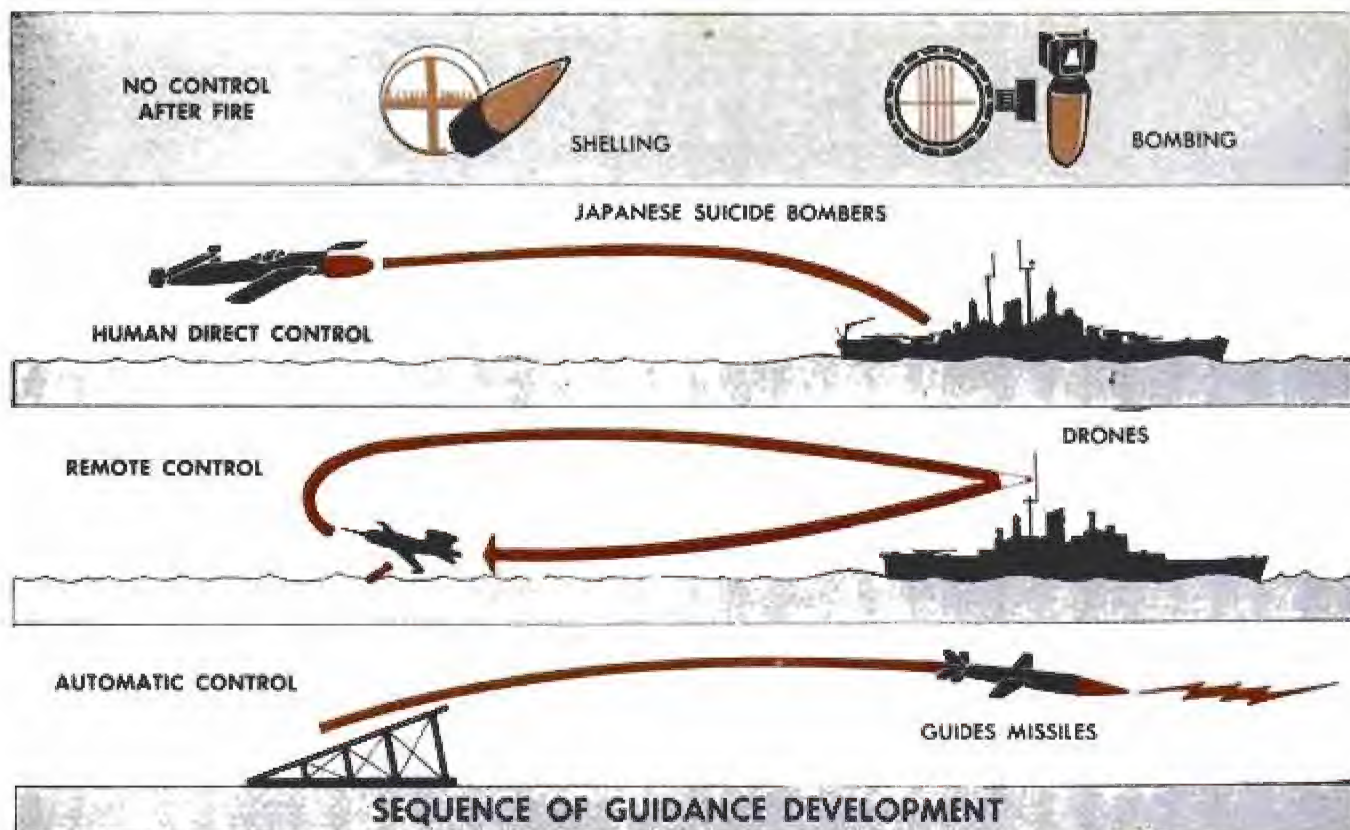 NO CONTROL
AFTER FIRE
SHELLING
BOMBING
JAPANESE SUICIDE BOMBERS
HUMAN DIRECT CONTROL
DRONES
REMOTE CONTROL
AUTOMATIC CONTROL
GUIDES MISSILES
SEQUENCE OF GUIDANCE DEVELOPMENT